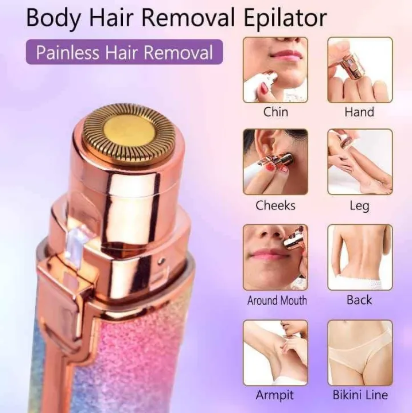 Body Hair Removal Epilator
Painless Hair Removal
Chin
Hand
Cheeks
Leg
Around Mouth
Back
Armpit
Bikini Line